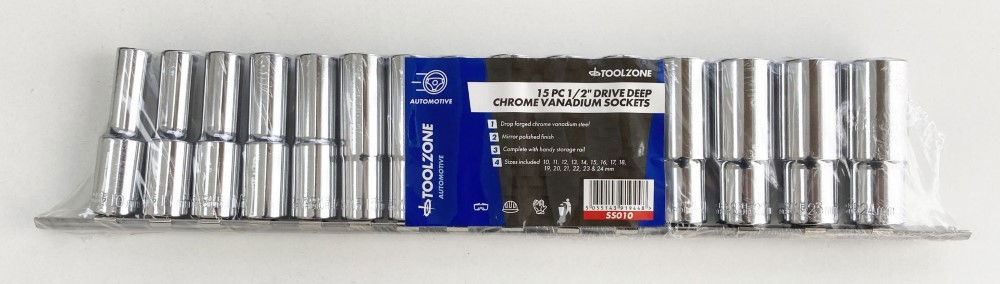 TOOLZONE
AUTOMOTIVE
15 PC 1/2" DRIVE DEEP
CHROME VANADIUM SOCKETS
1 Drop forged chrome vanadium steel
2 Mirror polished finish
3 Complete with handy storage rail
4 Sizes included 10, 11, 12, 13, 14, 15, 16, 17, 18,
19, 20, 21, 22, 23 & 24 mm
TOOLZONE
AUTOMOTIVE
SS010